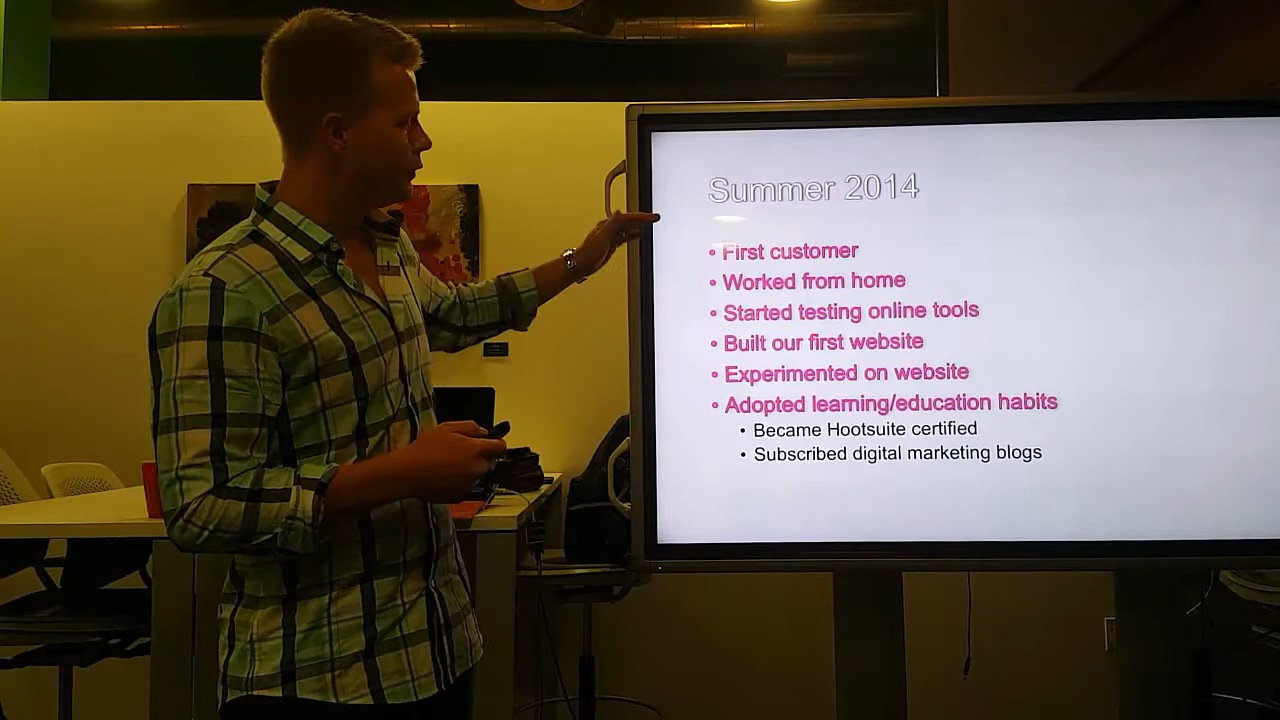 Summer 2014
• First customer
• Worked from home
• Started testing online tools
• Built our first website
• Experimented on website
• Adopted learning/education habits
• Became Hootsuite certified
• Subscribed digital marketing blogs